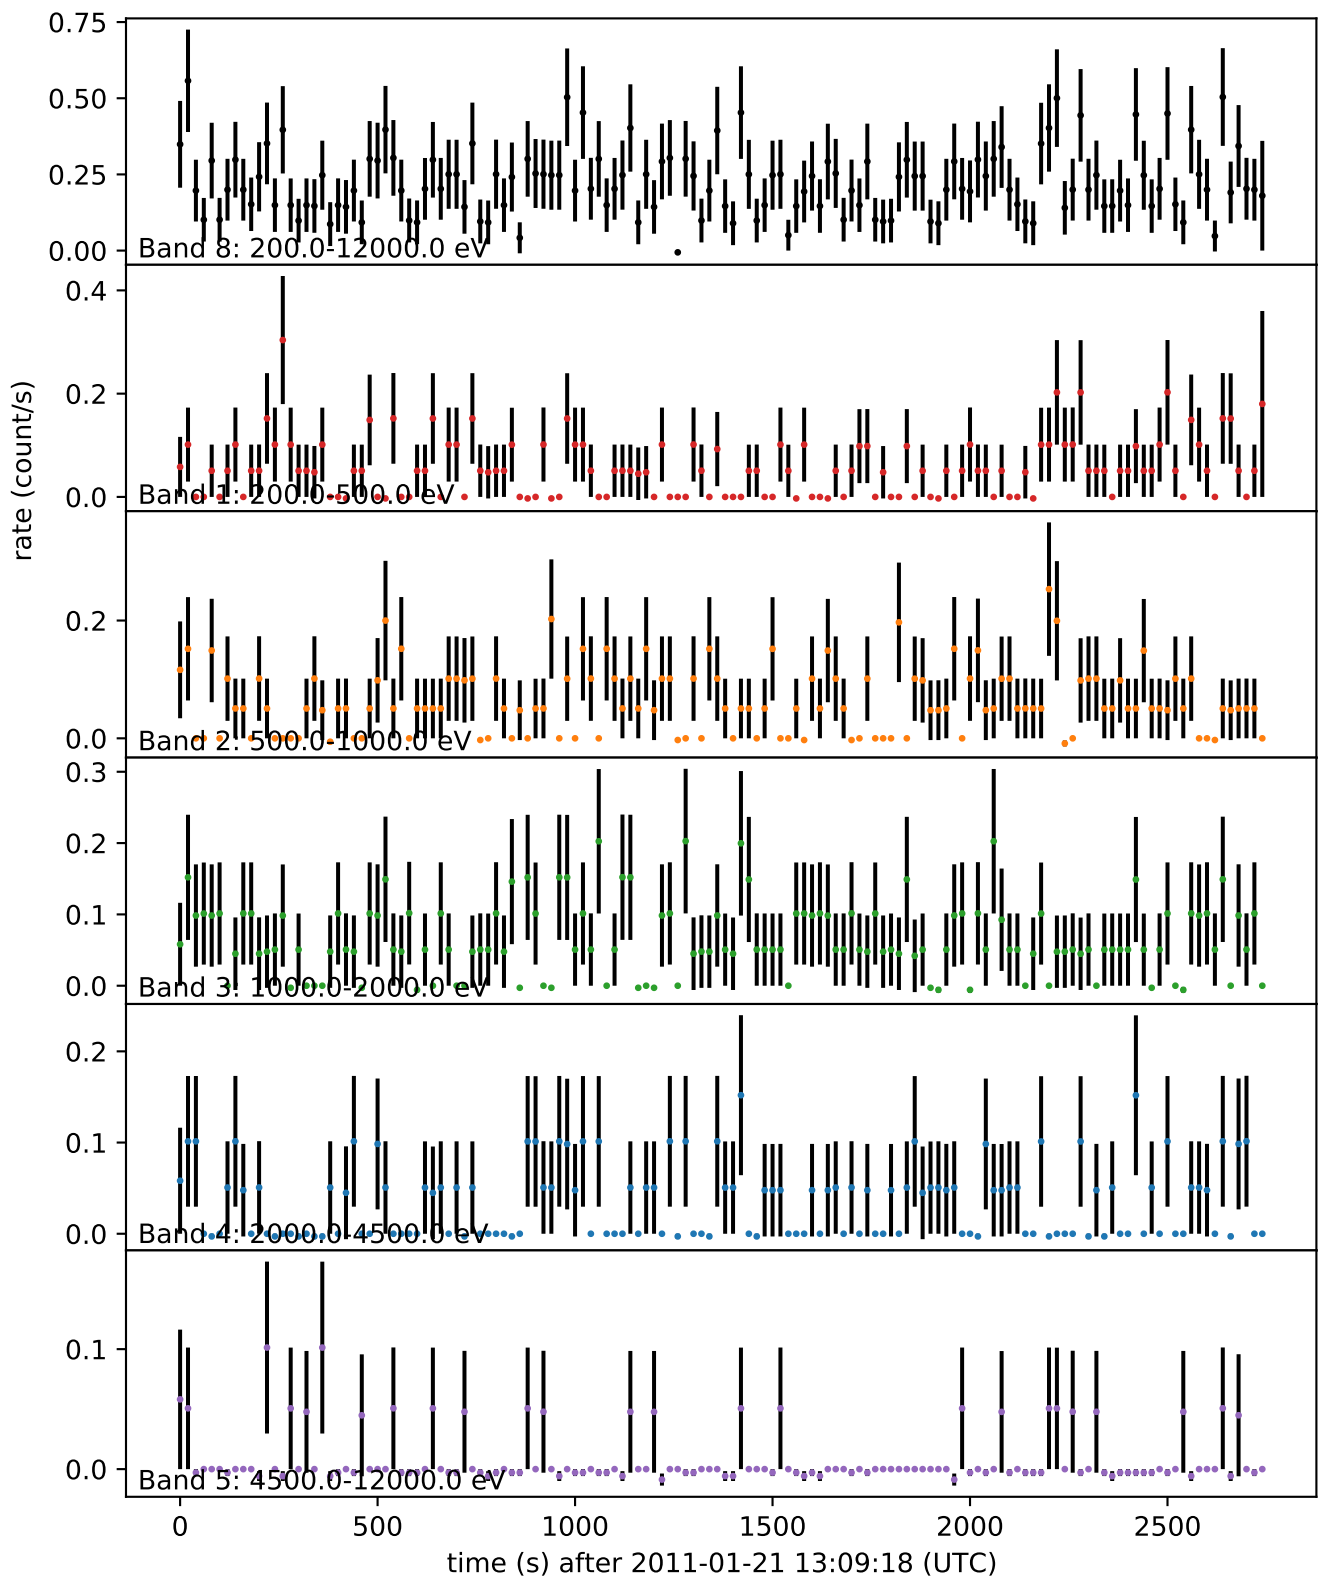 0.75
0.50
0.25
0.00
Band 8: 200.0-12000.0 eV
0.4
0.2
0.0
Band 1: 200.0-500.0 eV
rate (count/s)
0.2
0.0
Band 2: 500.0-1000.0 eV
0.3
0.2
0.1
0.0
Band 3: 1000.0-2000.0 eV
0.2
0.1
0.0
Band 4: 2000.0-4500.0 eV
0.1
0.0
Band 5: 4500.0-12000.0 eV
0 500 1000 1500 2000 2500
time (s) after 2011-01-21 13:09:18 (UTC)